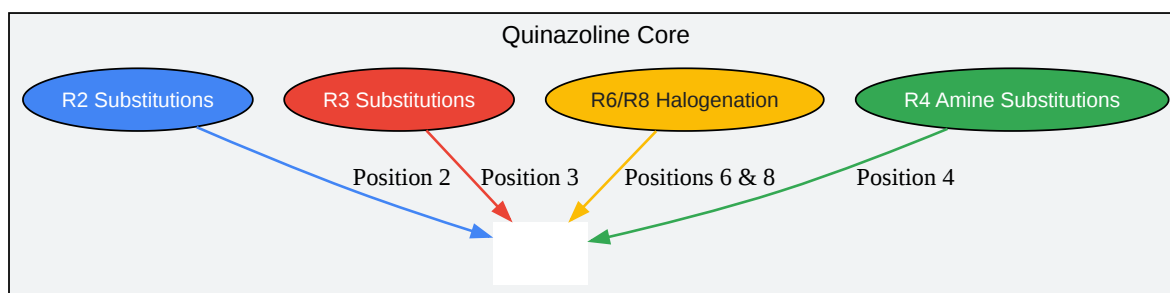 Quinazoline Core
R2 Substitutions
R3 Substitutions
R6/R8 Halogenation
R4 Amine Substitutions
Position 2
Position 3
Positions 6 & 8
Position 4